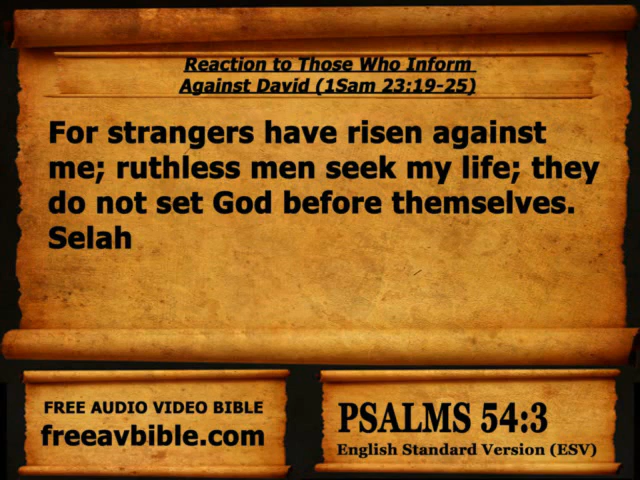 Reaction to Those Who Inform
Against David (1Sam 23:19-25)
For strangers have risen against
me; ruthless men seek my life; they
do not set God before themselves.
Selah
FREE AUDIO VIDEO BIBLE
freeavbible.com
PSALMS 54:3
English Standard Version (ESV)